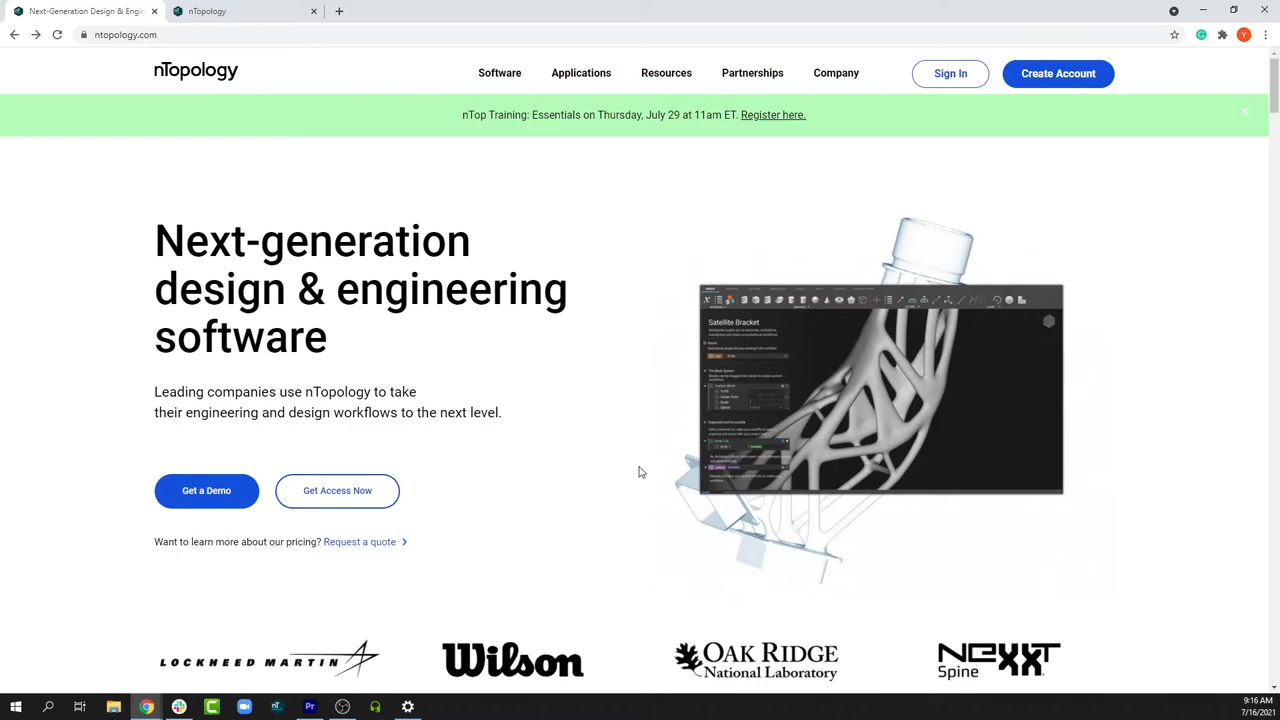 Next-Generation Design & Engin
nTopology
ntopology.com
Y
nTopology
Software
Applications
Resources
Partnerships
Company
Sign In
Create Account
nTop Training: Essentials on Thursday, July 29 at 11am ET. Register here.
Next-generation
design & engineering
software
Leading companies use nTopology to take
their engineering and design workflows to the next level.
Get a Demo
Get Access Now
Want to learn more about our pricing? Request a quote
Satellite Bracket
LOCKHEED MARTIN
Wilson
OAK RIDGE
National Laboratory
NEXXT
Spine
Pr
9:16 AM
7/16/2021